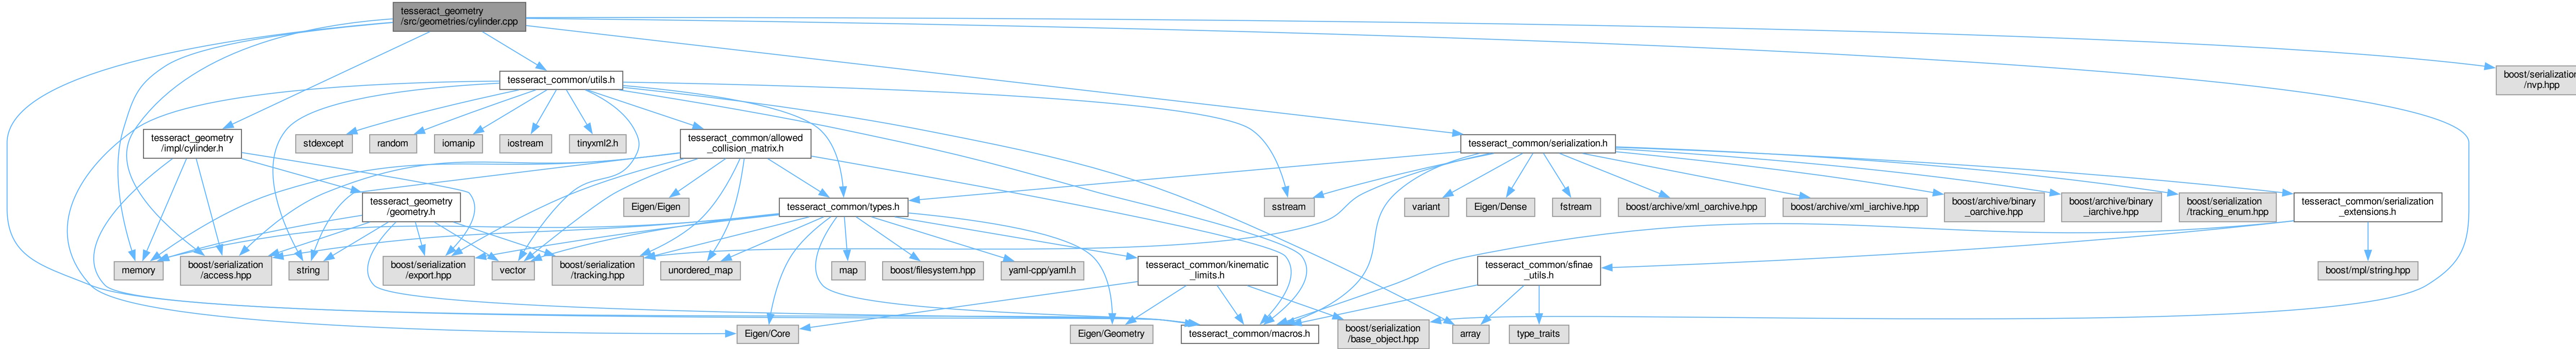 tesseract_geometry
/src/geometries/cylinder.cpp
tesseract_common/utils.h
boost/serialization
/nvp.hpp
tesseract_geometry
/impl/cylinder.h
stdexcept
random
iomanip
iostream
tinyxml2.h
tesseract_common/allowed
_collision_matrix.h
tesseract_common/serialization.h
tesseract_geometry
/geometry.h
Eigen/Eigen
tesseract_common/types.h
sstream
variant
Eigen/Dense
fstream
boost/archive/xml_oarchive.hpp
boost/archive/xml_iarchive.hpp
boost/archive/binary
_oarchive.hpp
boost/archive/binary
_iarchive.hpp
boost/serialization
/tracking_enum.hpp
tesseract_common/serialization
_extensions.h
memory
boost/serialization
/access.hpp
string
boost/serialization
/export.hpp
vector
boost/serialization
/tracking.hpp
unordered_map
map
boost/filesystem.hpp
yaml-cpp/yaml.h
tesseract_common/kinematic
_limits.h
tesseract_common/sfinae
_utils.h
boost/mpl/string.hpp
Eigen/Core
Eigen/Geometry
tesseract_common/macros.h
boost/serialization
/base_object.hpp
array
type_traits